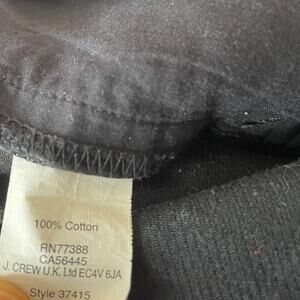 100% Cotton
RN77388
CA56445
J. CREW U.K. Ltd EC4V 6JA
Style 37415